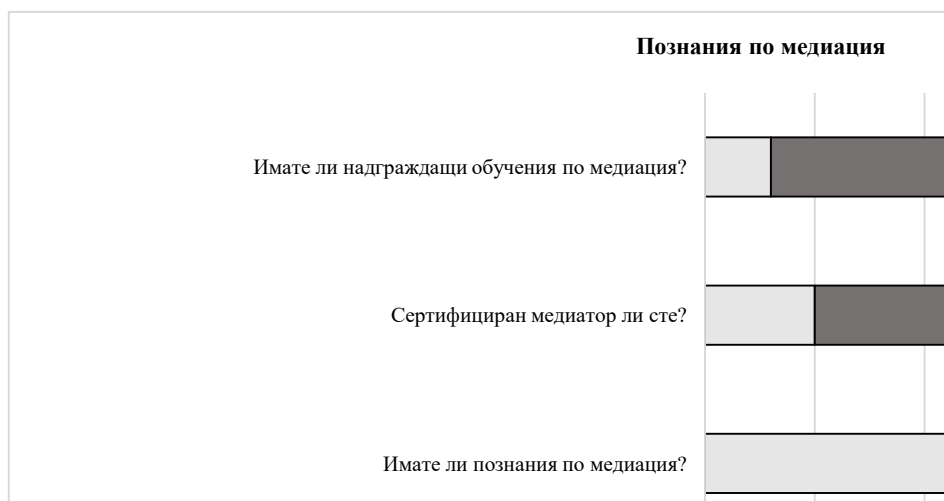 Познания по медиация
Имате ли надграждащи обучения по медиация?
Сертифициран медиатор ли сте?
Имате ли познания по медиация?